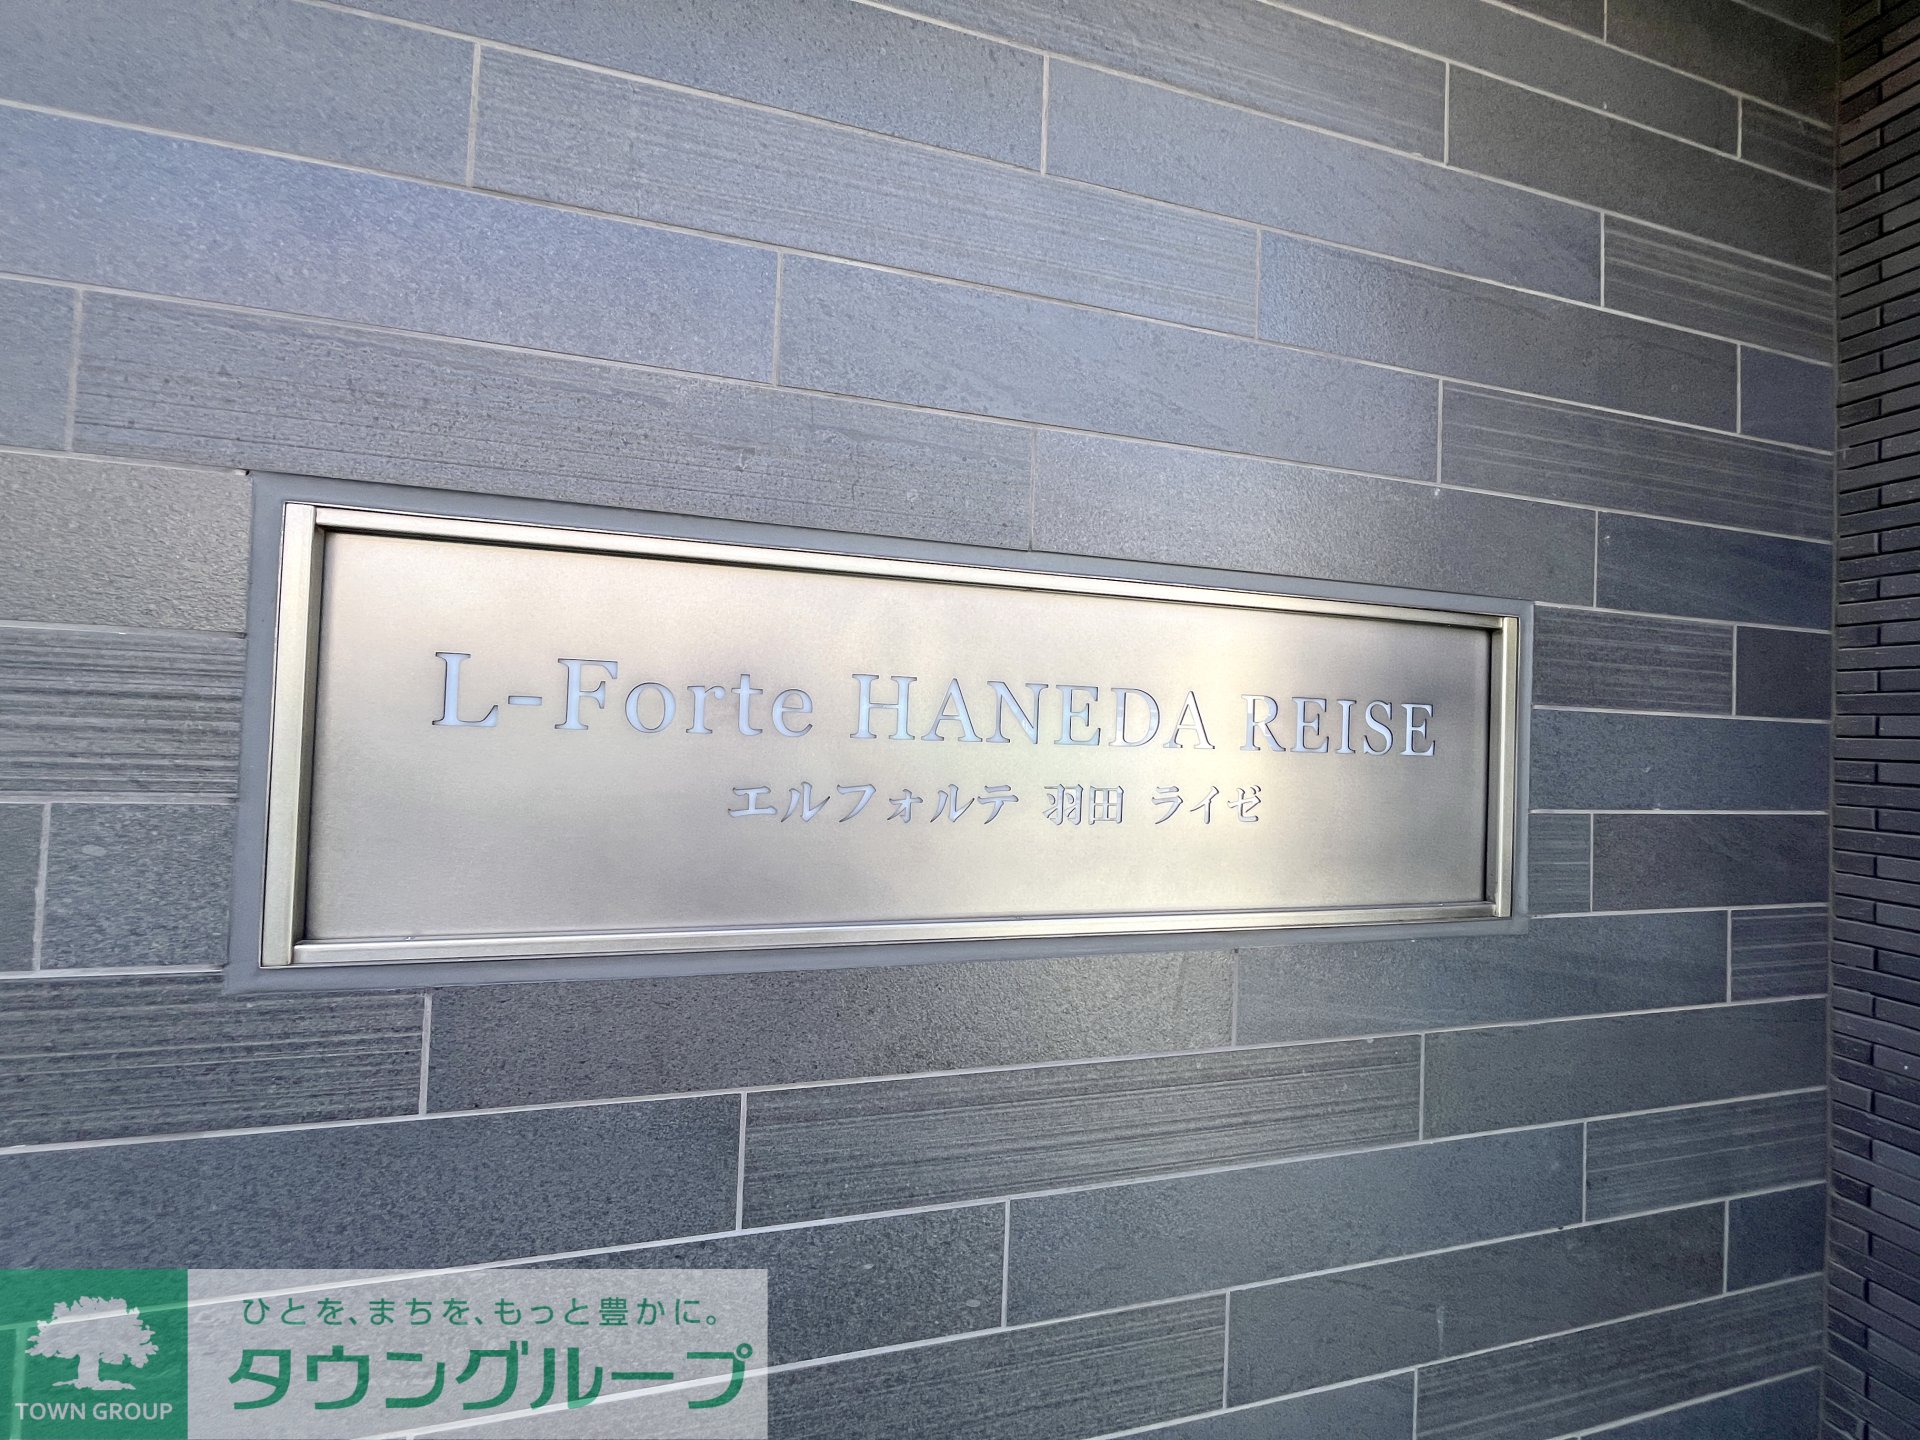 L-Forte HANEDA REISE
エルフォルテ 羽田 ライゼ
ひとを、まちを、もっと豊かに。
タウングループ
TOWN GROUP